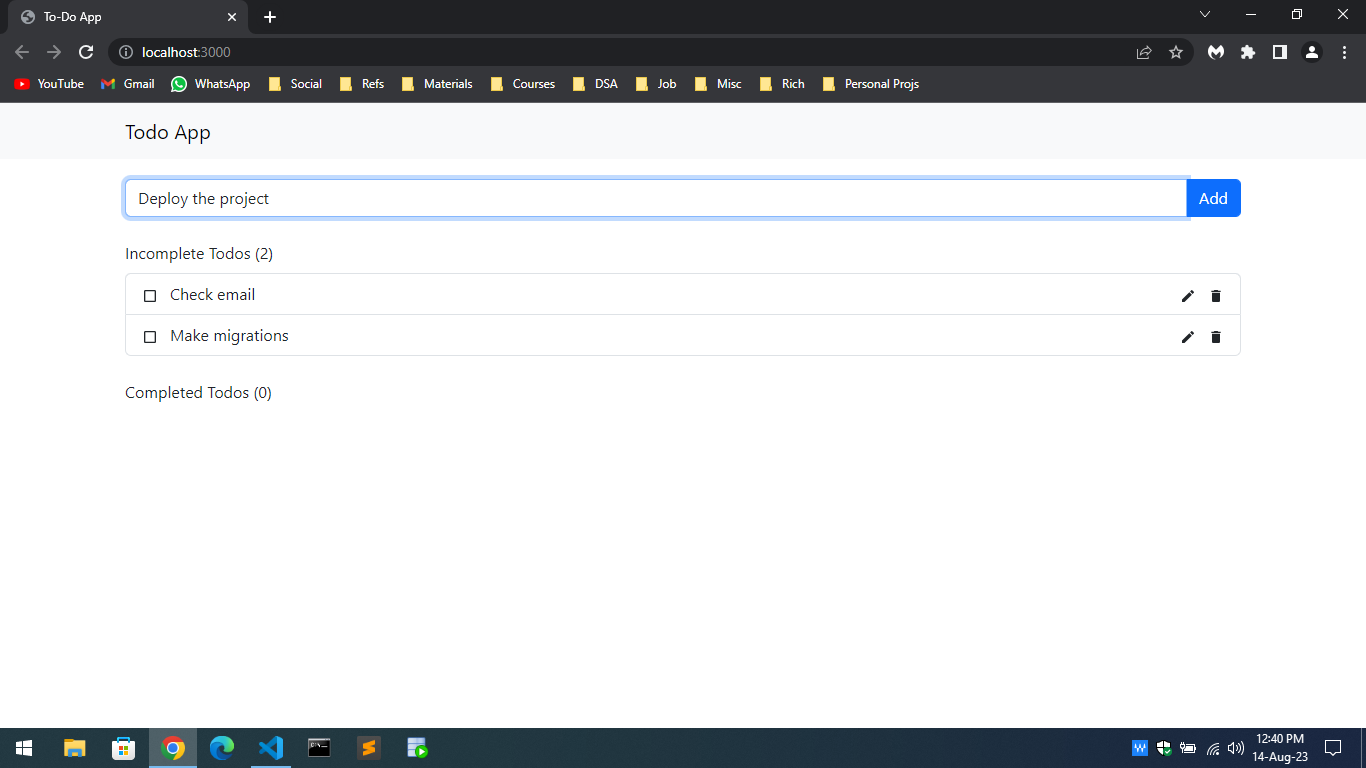 To-Do App
localhost:3000
YouTube Gmail WhatsApp Social Refs Materials Courses DSA Job Misc Rich Personal Projs
Todo App
Deploy the project Add
Incomplete Todos (2)
Check email
Make migrations
Completed Todos (0)
12:40 PM
14-Aug-23